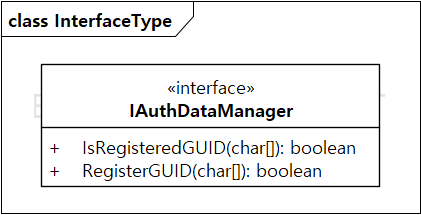 class InterfaceType
«interface»
IAuthDataManager
+ IsRegisteredGUID(char[]): boolean
+ RegisterGUID(char[]): boolean